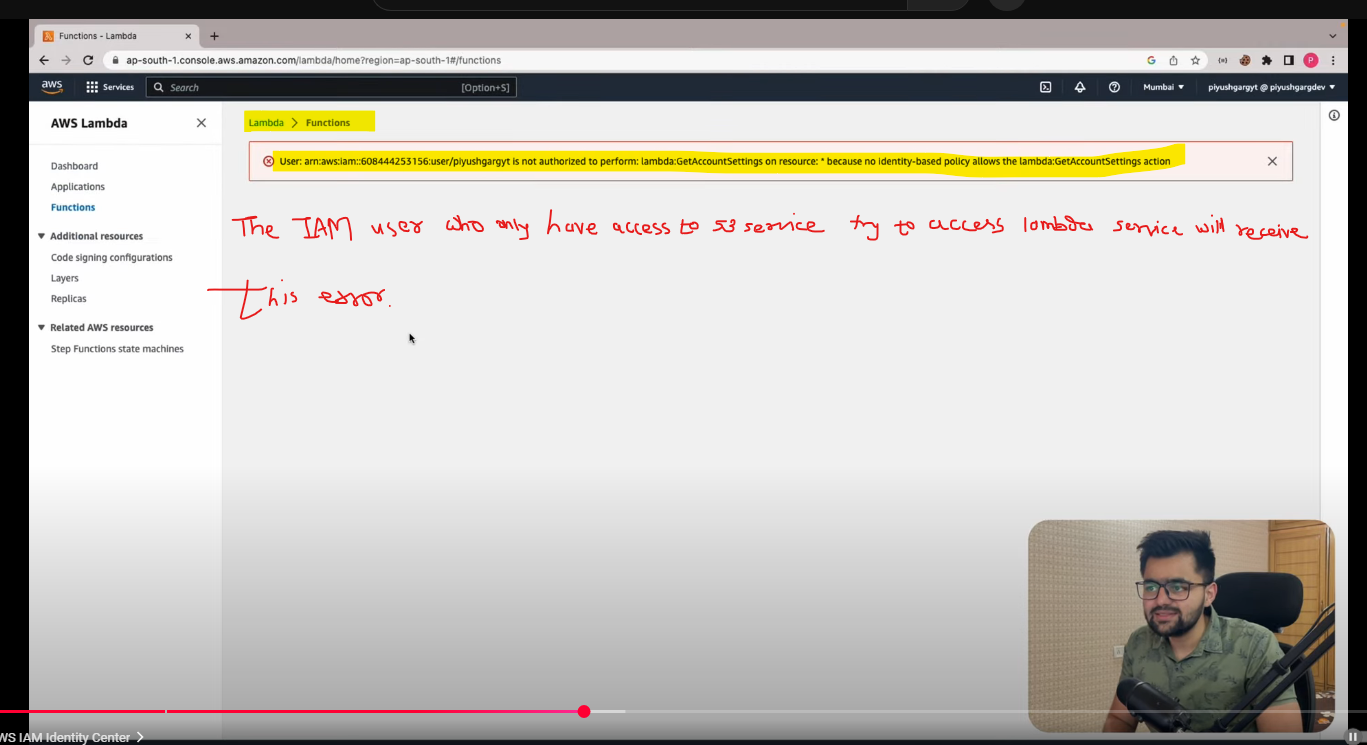 Functions - Lambda
ap-south-1.console.aws.amazon.com/lambda/home?region=ap-south-1#/functions
aws Services Search [Option+S] Mumbai piyushgargyt @ piyushgargdev
AWS Lambda
Lambda > Functions
User: arn:aws:iam::608444253156:user/piyushgargyt is not authorized to perform: lambda:GetAccountSettings on resource: * because no identity-based policy allows the lambda:GetAccountSettings action
Dashboard
Applications
Functions
Additional resources
Code signing configurations
Layers
Replicas
Related AWS resources
Step Functions state machines
The IAM user who only have access to S3 service try to access lambda service will receive
this error.
WS IAM Identity Center >